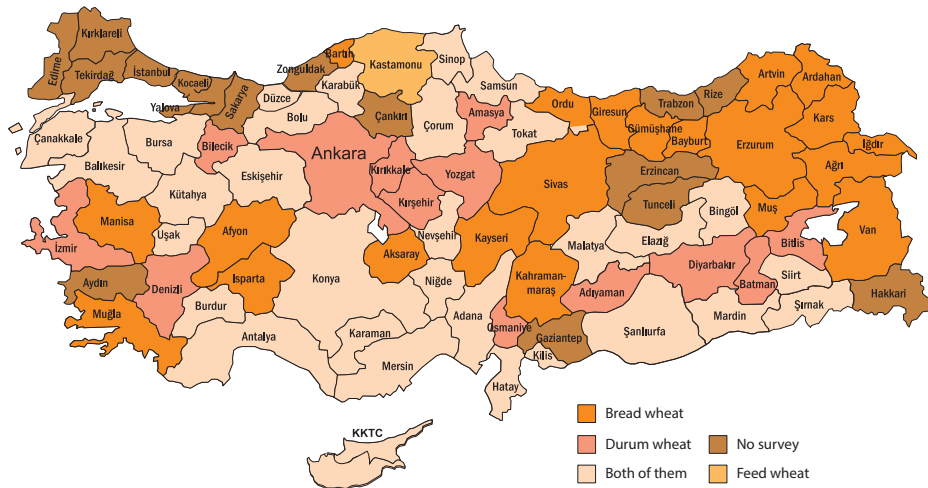 Kırklareli
Edirne
Tekirdağ
İstanbul
Kocaeli
Sakarya
Yalova
Zonguldak
Bartın
Karabük
Kastamonu
Sinop
Samsun
Düzce
Bolu
Çankırı
Çorum
Amasya
Tokat
Ordu
Giresun
Gümüşhane
Bayburt
Trabzon
Rize
Artvin
Ardahan
Kars
Iğdır
Ağrı
Erzurum
Çanakkale
Balıkesir
Bursa
Bilecik
Kütahya
Eskişehir
Ankara
Kırıkkale
Kırşehir
Yozgat
Sivas
Erzincan
Tunceli
Bingöl
Muş
Van
Bitlis
İzmir
Manisa
Uşak
Afyon
Konya
Aksaray
Nevşehir
Kayseri
Malatya
Elazığ
Diyarbakır
Batman
Siirt
Şırnak
Hakkari
Aydın
Denizli
Isparta
Burdur
Muğla
Antalya
Karaman
Mersin
Niğde
Adana
Kahraman-
maraş
Osmaniye
Gaziantep
Kilis
Hatay
Adıyaman
Şanlıurfa
Mardin
KKTC
Bread wheat
Durum wheat
Both of them
No survey
Feed wheat